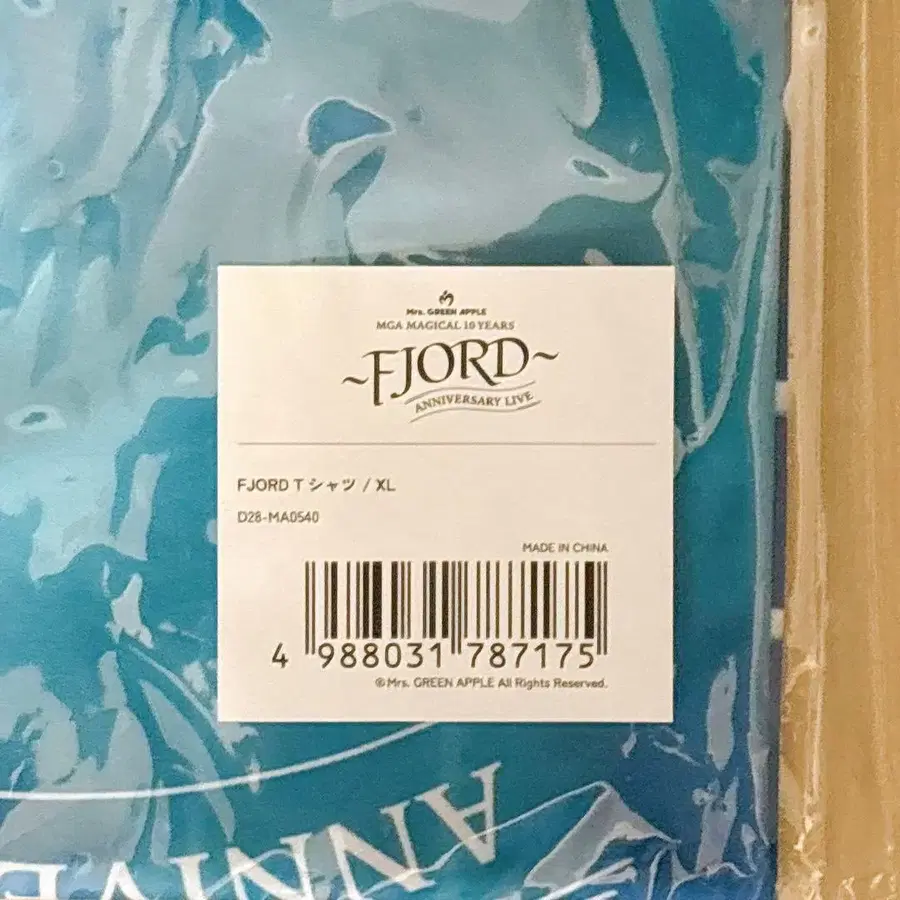 Mrs. GREEN APPLE
MGA MAGICAL 10 YEARS
~FJORD~
ANNIVERSARY LIVE
FJORD Tシャツ / XL
D28-MA0540
MADE IN CHINA
4 988031 787175
©Mrs. GREEN APPLE All Rights Reserved.
ANNIVE